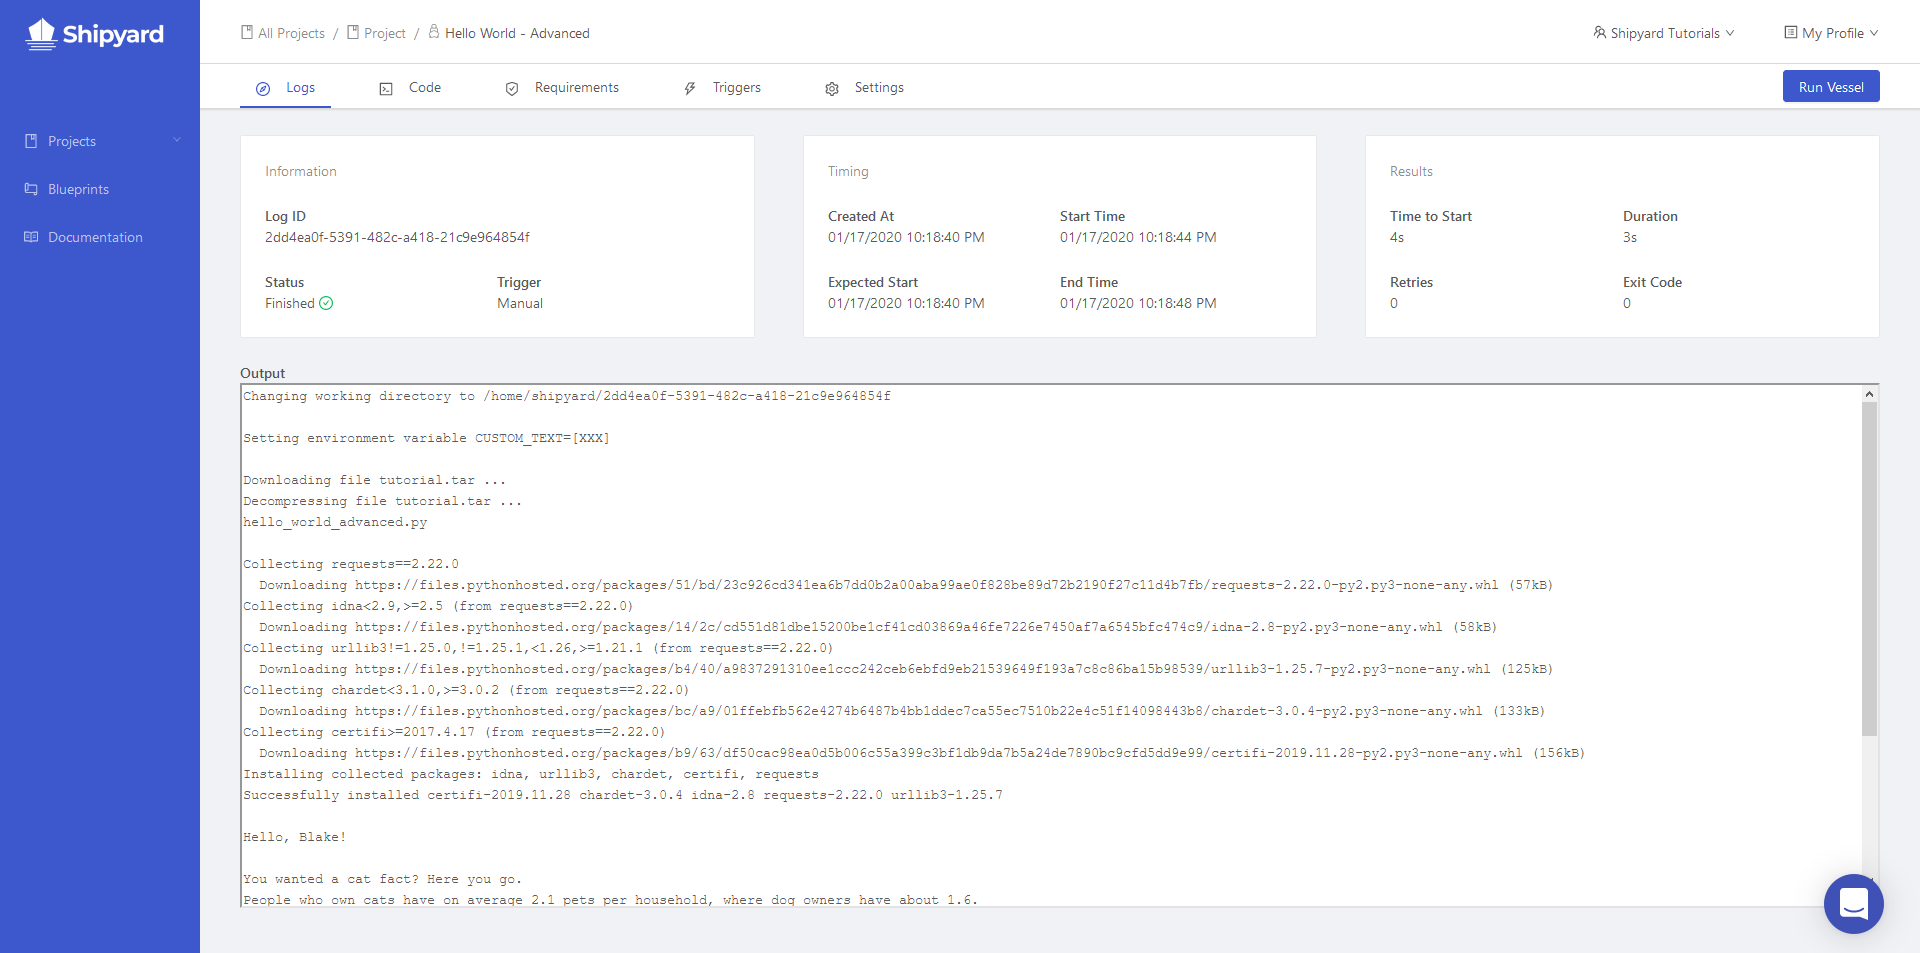 Shipyard
Projects
Blueprints
Documentation
All Projects / Project / Hello World - Advanced
Shipyard Tutorials
My Profile
Logs
Code
Requirements
Triggers
Settings
Run Vessel
Information
Log ID
2dd4ea0f-5391-482c-a418-21c9e964854f
Status
Finished
Trigger
Manual
Timing
Created At
01/17/2020 10:18:40 PM
Start Time
01/17/2020 10:18:44 PM
Expected Start
01/17/2020 10:18:40 PM
End Time
01/17/2020 10:18:48 PM
Results
Time to Start
4s
Duration
3s
Retries
0
Exit Code
0
Output
Changing working directory to /home/shipyard/2dd4ea0f-5391-482c-a418-21c9e964854f
Setting environment variable CUSTOM_TEXT=[XXX]
Downloading file tutorial.tar ...
Decompressing file tutorial.tar ...
hello_world_advanced.py
Collecting requests==2.22.0
Downloading https://files.pythonhosted.org/packages/51/bd/23c926cd341ea6b7dd0b2a00aba99ae0f828be89d72b2190f27c11d4b7fb/requests-2.22.0-py2.py3-none-any.whl (57kB)
Collecting idna<2.9,>=2.5 (from requests==2.22.0)
Downloading https://files.pythonhosted.org/packages/14/2c/cd551d81dbe15200be1cf41cd03869a46fe7226e7450af7a6545bfc474c9/idna-2.8-py2.py3-none-any.whl (58kB)
Collecting urllib3!=1.25.0,!=1.25.1,<1.26,>=1.21.1 (from requests==2.22.0)
Downloading https://files.pythonhosted.org/packages/b4/40/a9837291310ee1ccc242ceb6ebfd9eb21539649f193a7c8c86ba15b98539/urllib3-1.25.7-py2.py3-none-any.whl (125kB)
Collecting chardet<3.1.0,>=3.0.2 (from requests==2.22.0)
Downloading https://files.pythonhosted.org/packages/bc/a9/01ffebfb562e4274b6487b4bb1ddec7ca55ec7510b22e4c51f14098443b8/chardet-3.0.4-py2.py3-none-any.whl (133kB)
Collecting certifi>=2017.4.17 (from requests==2.22.0)
Downloading https://files.pythonhosted.org/packages/b9/63/df50cac98ea0d5b006c55a399c3bf1db9da7b5a24de7890bc9cfd5dd9e99/certifi-2019.11.28-py2.py3-none-any.whl (156kB)
Installing collected packages: idna, urllib3, chardet, certifi, requests
Successfully installed certifi-2019.11.28 chardet-3.0.4 idna-2.8 requests-2.22.0 urllib3-1.25.7
Hello, Blake!
You wanted a cat fact? Here you go.
People who own cats have on average 2.1 pets per household, where dog owners have about 1.6.